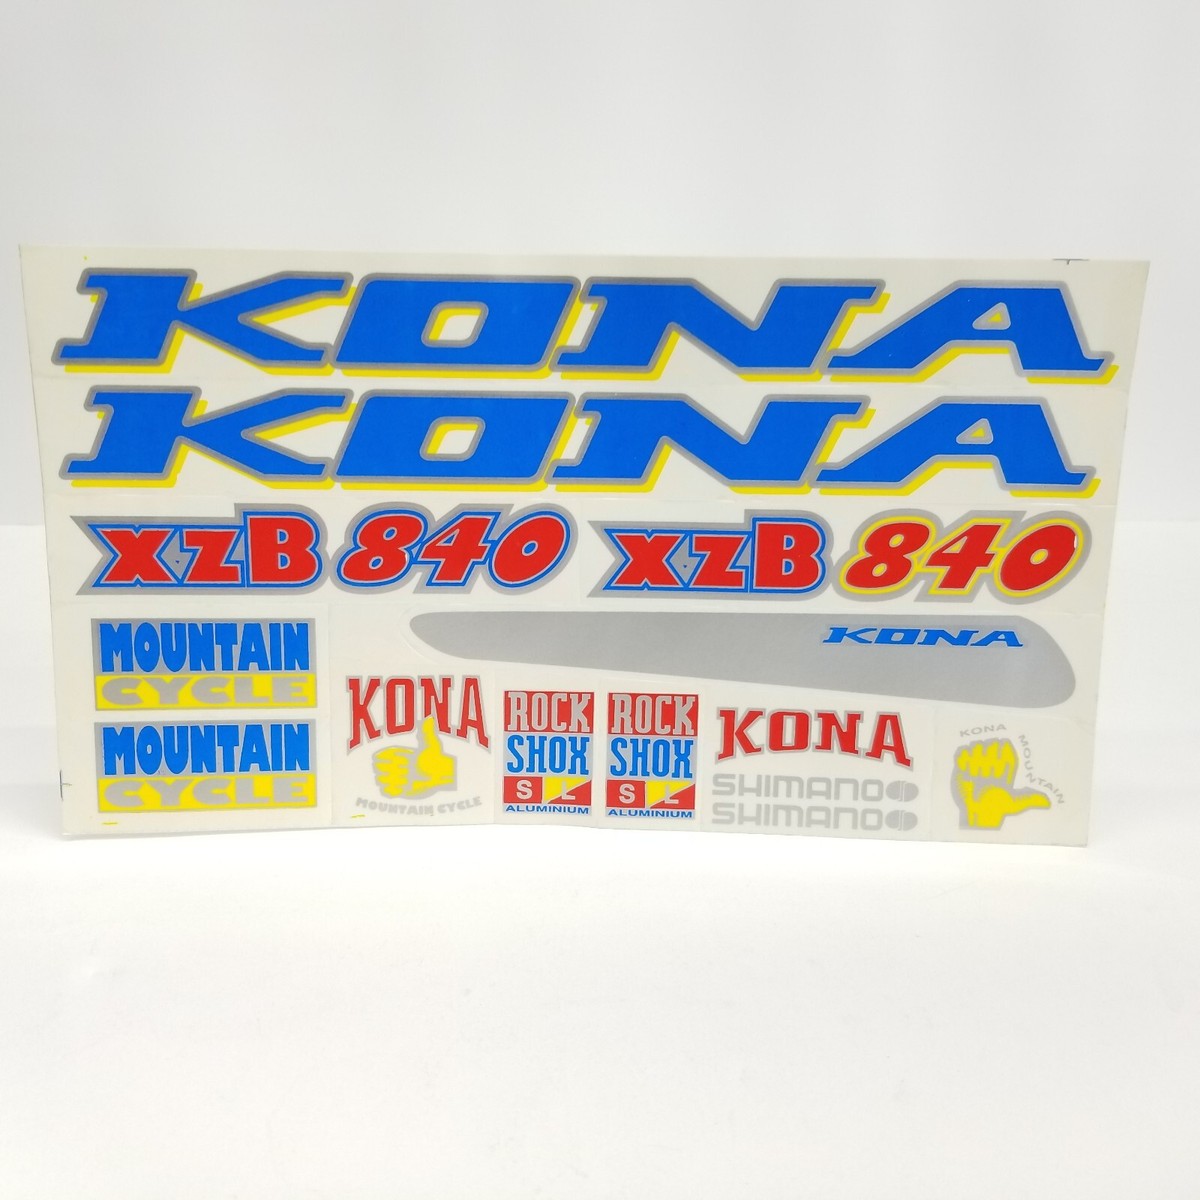 KONA
KONA
XZB 840 XZB 840
MOUNTAIN
CYCLE
KONA
MOUNTAIN
CYCLE
KONA
MOUNTAIN CYCLE
ROCK
SHOX
S L
ALUMINIUM
ROCK
SHOX
S L
ALUMINIUM
KONA
SHIMANO
SHIMANO
KONA MOUNTAIN